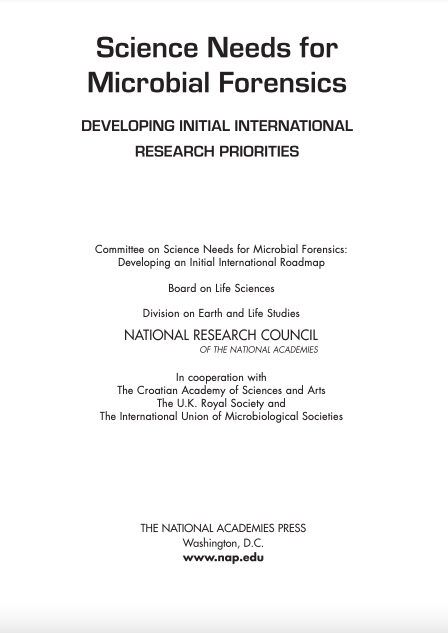 Science Needs for
Microbial Forensics
DEVELOPING INITIAL INTERNATIONAL
RESEARCH PRIORITIES
Committee on Science Needs for Microbial Forensics:
Developing an Initial International Roadmap
Board on Life Sciences
Division on Earth and Life Studies
NATIONAL RESEARCH COUNCIL
OF THE NATIONAL ACADEMIES
In cooperation with
The Croatian Academy of Sciences and Arts
The U.K. Royal Society and
The International Union of Microbiological Societies
THE NATIONAL ACADEMIES PRESS
Washington, D.C.
www.nap.edu